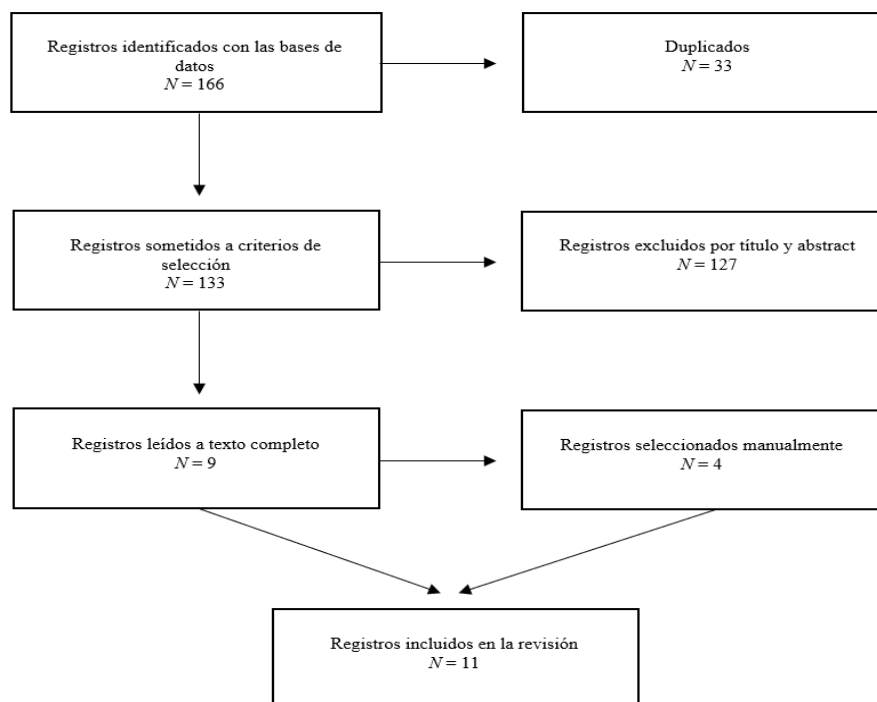 Registros identificados con las bases de
datos
N = 166
Duplicados
N = 33
Registros sometidos a criterios de
selección
N = 133
Registros excluidos por título y abstract
N = 127
Registros leídos a texto completo
N = 9
Registros seleccionados manualmente
N = 4
Registros incluidos en la revisión
N = 11